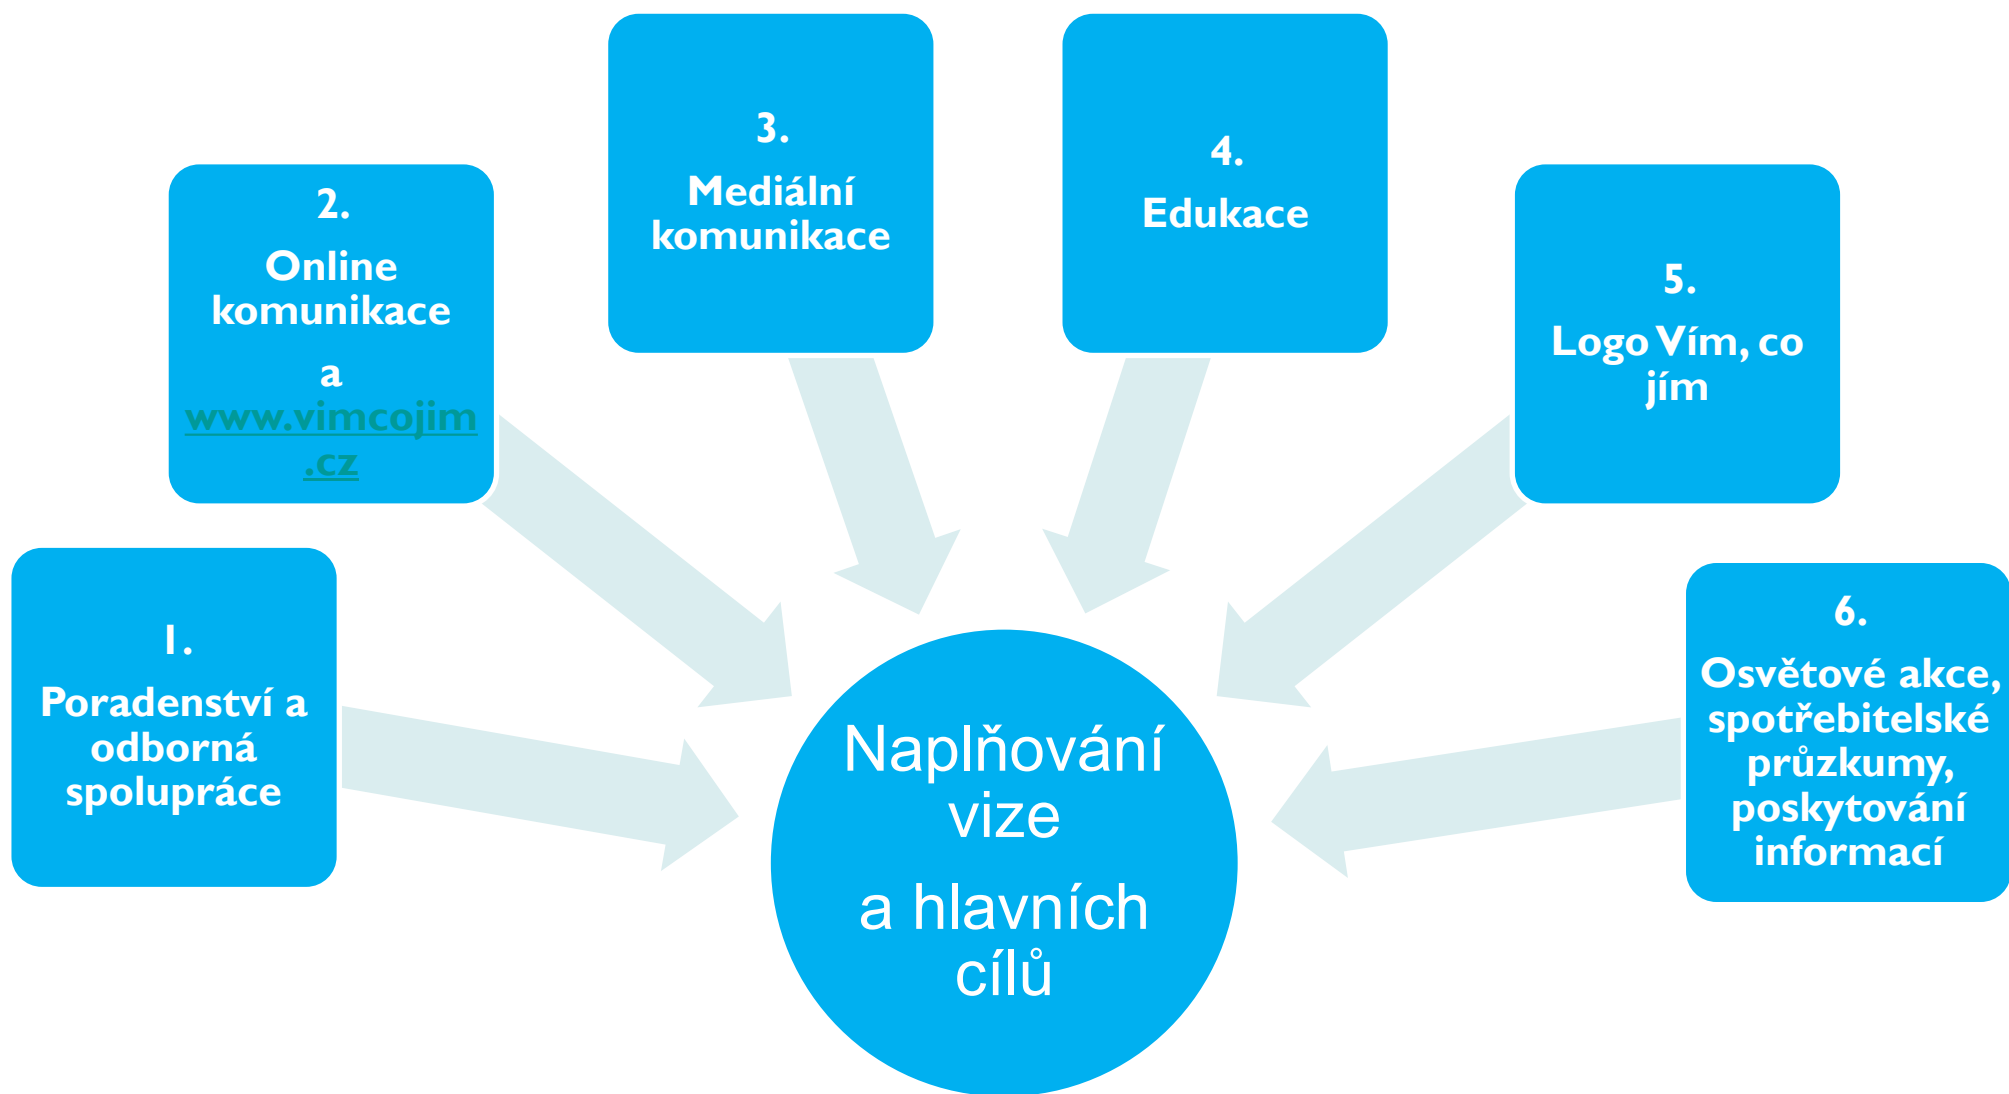 1.
Poradenství a
odborná
spolupráce
2.
Online
komunikace
a
www.vimcojim
.cz
3.
Mediální
komunikace
4.
Edukace
5.
Logo Vím, co
jím
6.
Osvětové akce,
spotřebitelské
průzkumy,
poskytování
informací
Naplňování
vize
a hlavních
cílů